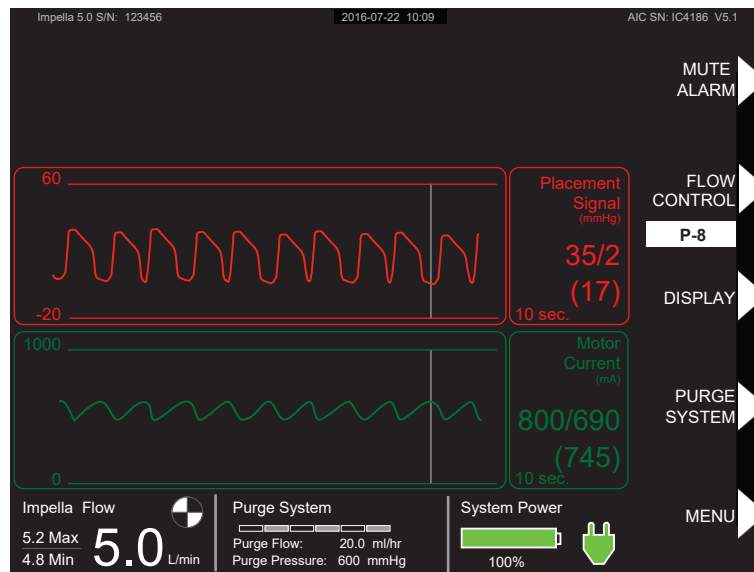 Impella 5.0 S/N: 123456
2016-07-22 10:09
AIC SN: IC4186 V5.1
MUTE
ALARM
60
-20
Placement
Signal
(mmHg)
35/2
(17)
10 sec.
FLOW
CONTROL
P-8
DISPLAY
1000
0
Motor
Current
(mA)
800/690
(745)
10 sec.
PURGE
SYSTEM
Impella Flow
5.2 Max
4.8 Min
5.0 L/min
Purge System
Purge Flow: 20.0 ml/hr
Purge Pressure: 600 mmHg
System Power
100%
MENU